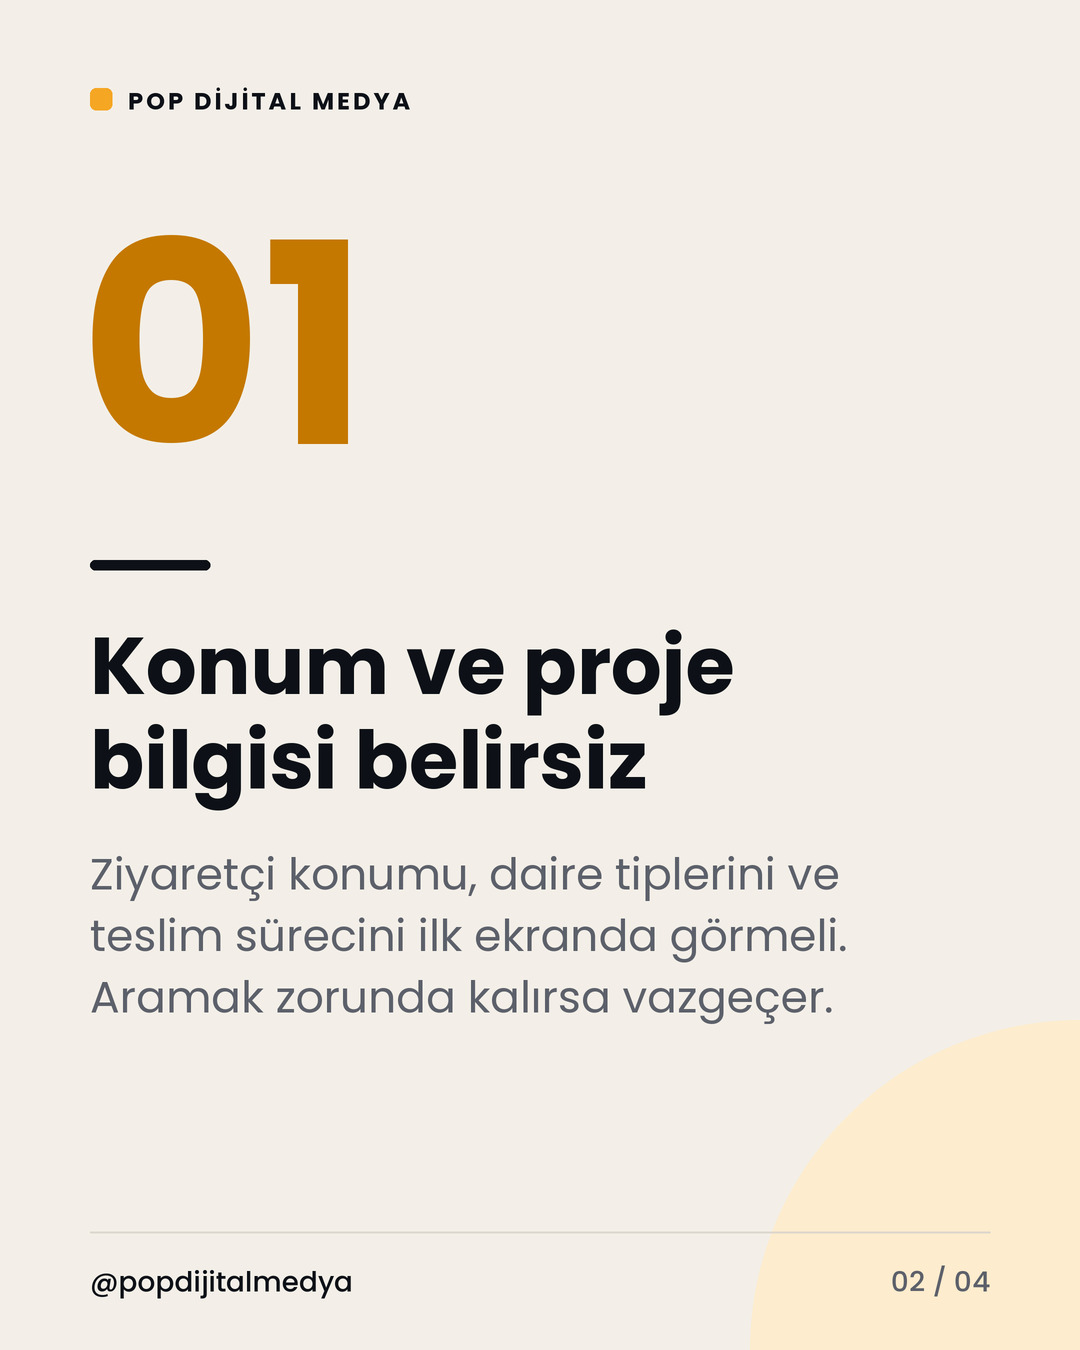 POP DİJİTAL MEDYA
01
Konum ve proje
bilgisi belirsiz
Ziyaretçi konumu, daire tiplerini ve
teslim sürecini ilk ekranda görmeli.
Aramak zorunda kalırsa vazgeçer.
@popdijitalmedya
02 / 04